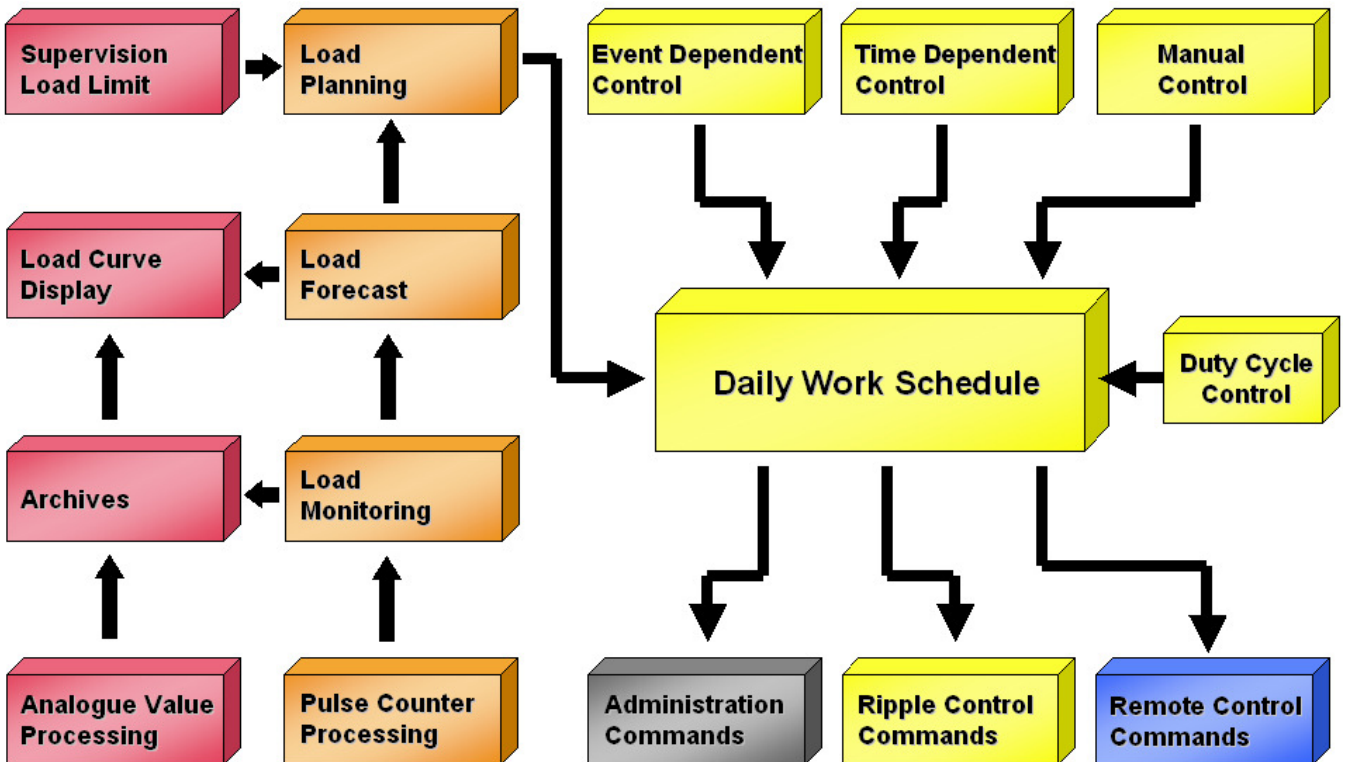 Supervision
Load Limit
Load
Planning
Event Dependent
Control
Time Dependent
Control
Manual
Control
Load Curve
Display
Load
Forecast
Daily Work Schedule
Duty Cycle
Control
Archives
Load
Monitoring
Analogue Value
Processing
Pulse Counter
Processing
Administration
Commands
Ripple Control
Commands
Remote Control
Commands